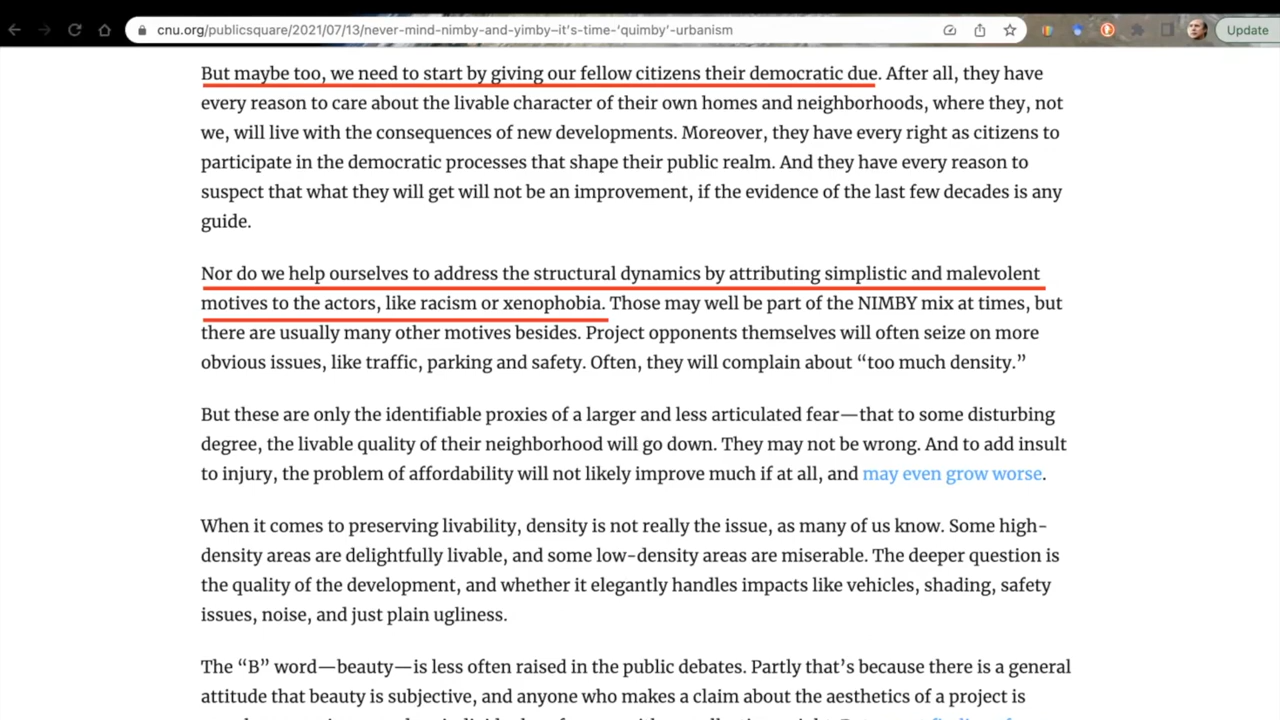 cnu.org/publicsquare/2021/07/13/never-mind-nimby-and-yimby–it's-time-‘quimby’-urbanism
Update
But maybe too, we need to start by giving our fellow citizens their democratic due. After all, they have
every reason to care about the livable character of their own homes and neighborhoods, where they, not
we, will live with the consequences of new developments. Moreover, they have every right as citizens to
participate in the democratic processes that shape their public realm. And they have every reason to
suspect that what they will get will not be an improvement, if the evidence of the last few decades is any
guide.
Nor do we help ourselves to address the structural dynamics by attributing simplistic and malevolent
motives to the actors, like racism or xenophobia. Those may well be part of the NIMBY mix at times, but
there are usually many other motives besides. Project opponents themselves will often seize on more
obvious issues, like traffic, parking and safety. Often, they will complain about “too much density.”
But these are only the identifiable proxies of a larger and less articulated fear—that to some disturbing
degree, the livable quality of their neighborhood will go down. They may not be wrong. And to add insult
to injury, the problem of affordability will not likely improve much if at all, and may even grow worse.
When it comes to preserving livability, density is not really the issue, as many of us know. Some high-
density areas are delightfully livable, and some low-density areas are miserable. The deeper question is
the quality of the development, and whether it elegantly handles impacts like vehicles, shading, safety
issues, noise, and just plain ugliness.
The “B” word—beauty—is less often raised in the public debates. Partly that’s because there is a general
attitude that beauty is subjective, and anyone who makes a claim about the aesthetics of a project is